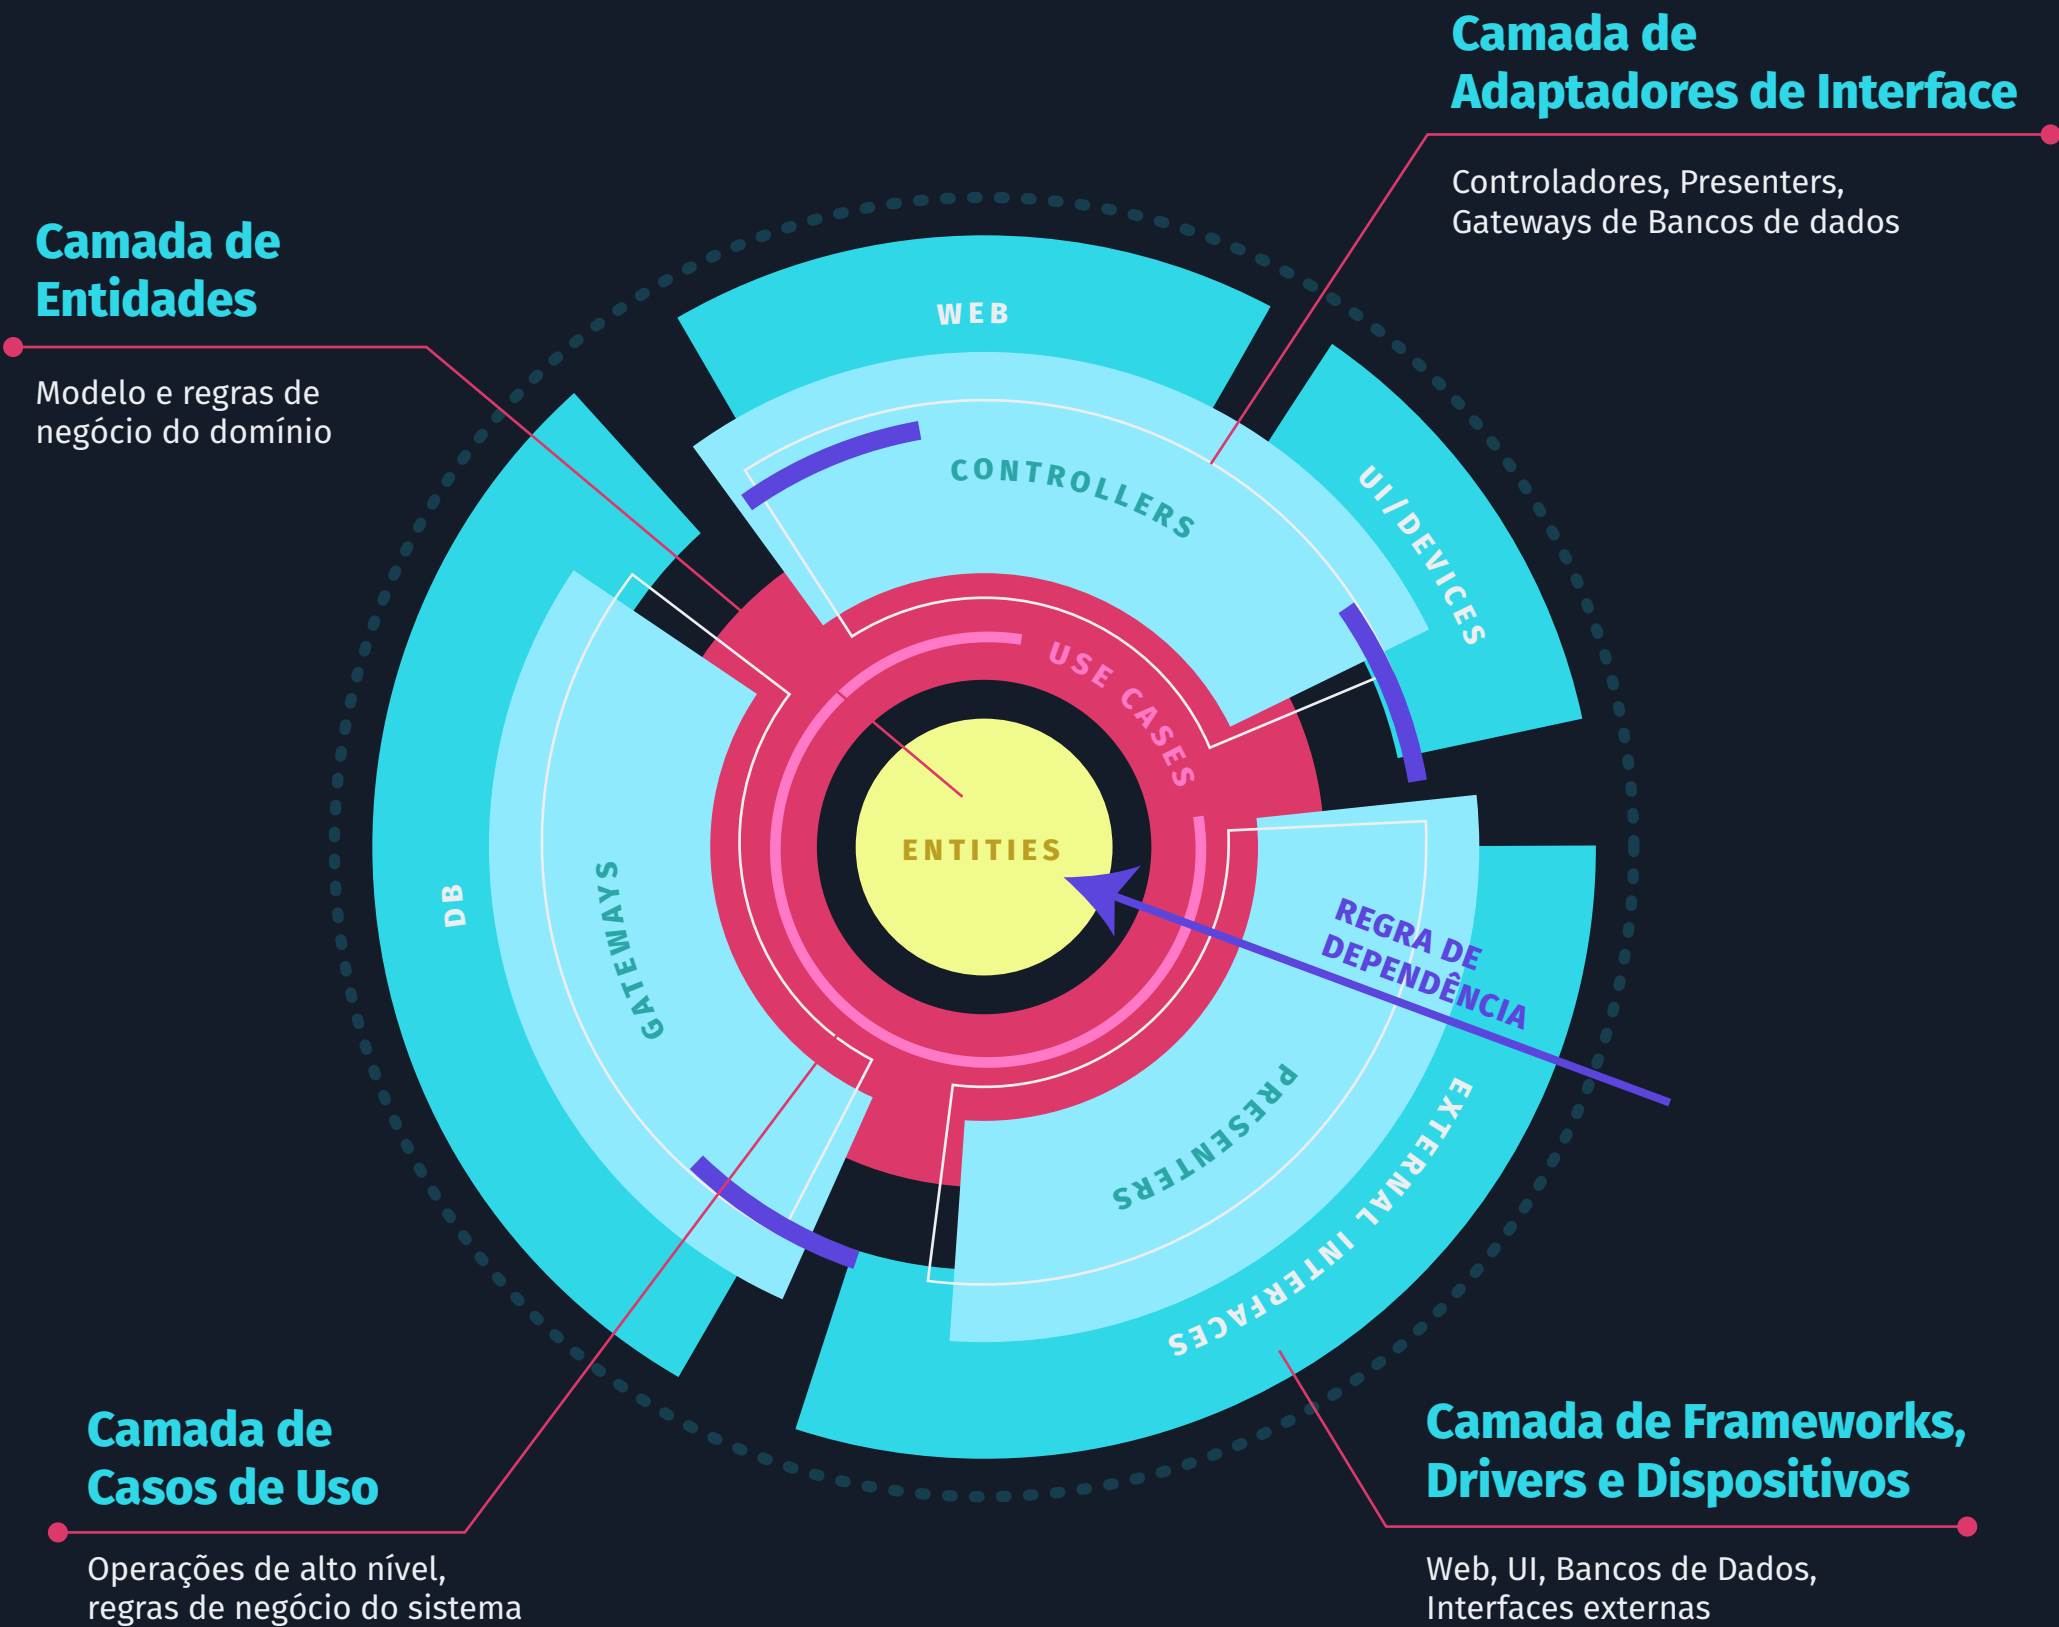 Camada de
Adaptadores de Interface
Controladores, Presenters,
Gateways de Bancos de dados
Camada de
Entidades
Modelo e regras de
negócio do domínio
WEB
UI/DEVICES
CONTROLLERS
USE CASES
ENTITIES
DB
GATEWAYS
REGRA DE
DEPENDÊNCIA
PRESENTERS
EXTERNAL INTERFACES
Camada de
Casos de Uso
Operações de alto nível,
regras de negócio do sistema
Camada de Frameworks,
Drivers e Dispositivos
Web, UI, Bancos de Dados,
Interfaces externas